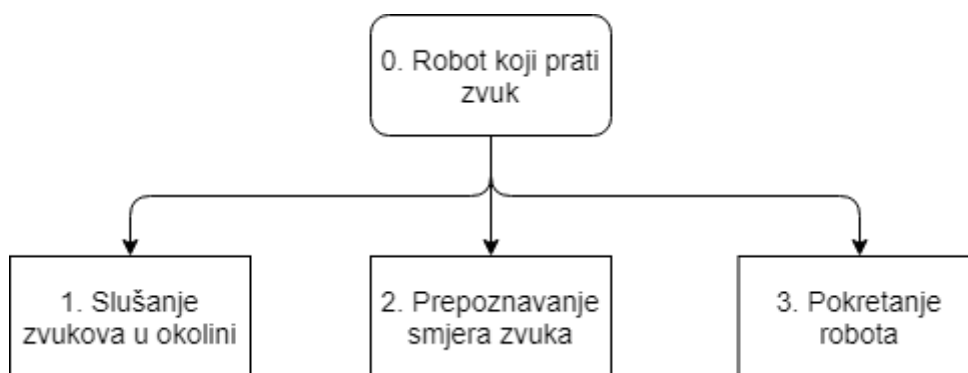 0. Robot koji prati
zvuk
1. Slušanje
zvukova u okolini
2. Prepoznavanje
smjera zvuka
3. Pokretanje
robota